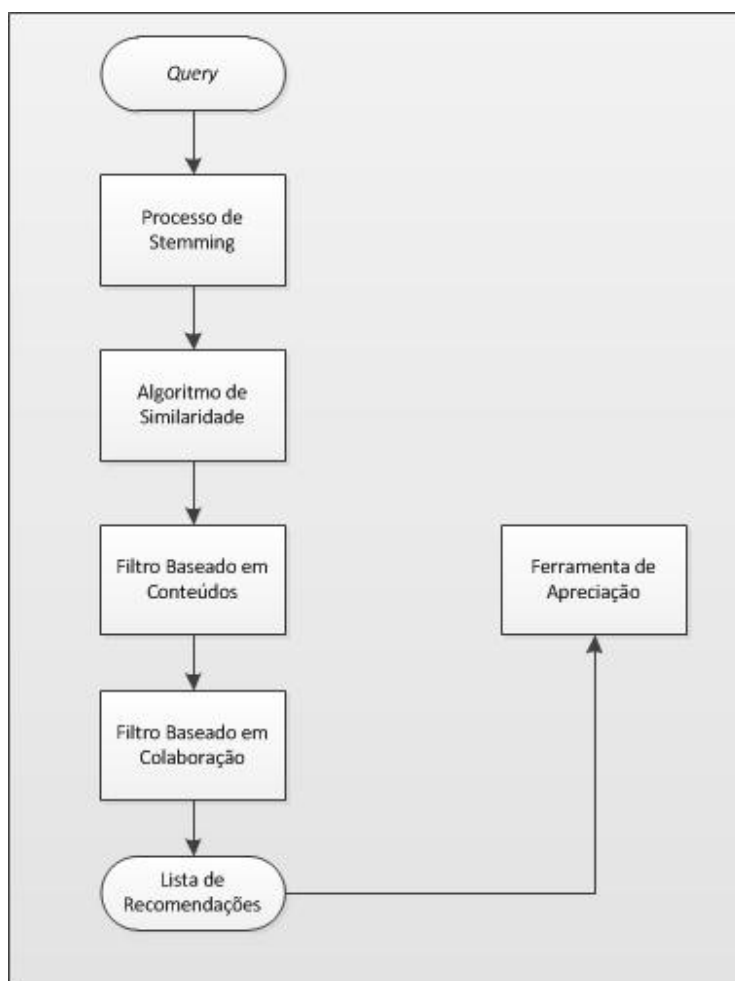 Query
Processo de
Stemming
Algoritmo de
Similaridade
Filtro Baseado em
Conteúdos
Ferramenta de
Apreciação
Filtro Baseado em
Colaboração
Lista de
Recomendações